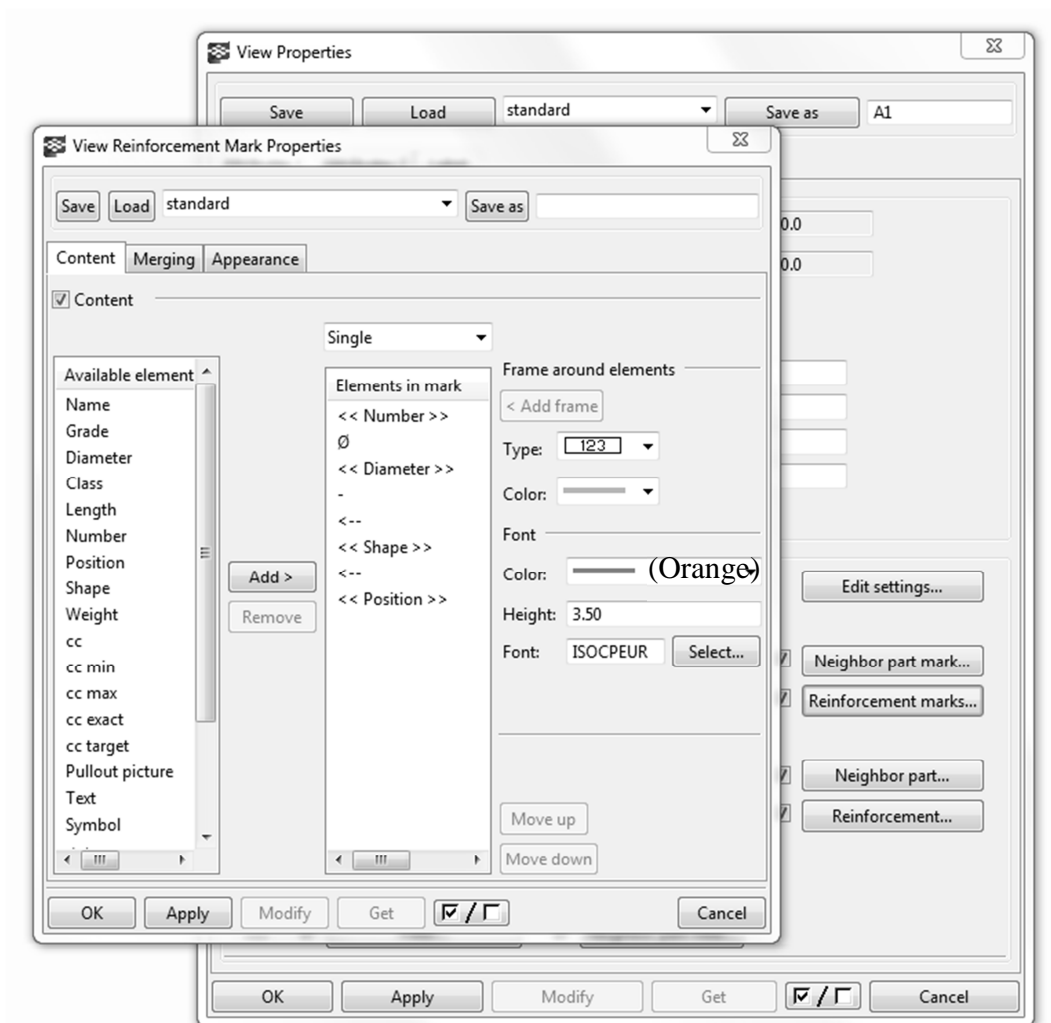 View Properties
Save Load standard Save as A1
View Reinforcement Mark Properties
Save Load standard Save as
0.0
Content Merging Appearance
0.0
Content
Single
Available element
Name
Grade
Diameter
Class
Length
Number
Position
Shape
Weight
cc
cc min
cc max
cc exact
cc target
Pullout picture
Text
Symbol
Add >
Remove
Elements in mark
<< Number >>
Ø
<< Diameter >>
-
<--
<< Shape >>
<--
<< Position >>
Frame around elements
< Add frame
Type: 123
Color:
Font
Color: (Orange)
Height: 3.50
Font: ISOCPEUR Select...
Move up
Move down
Edit settings...
Neighbor part mark...
Reinforcement marks...
Neighbor part...
Reinforcement...
OK Apply Modify Get / Cancel
OK Apply Modify Get / Cancel